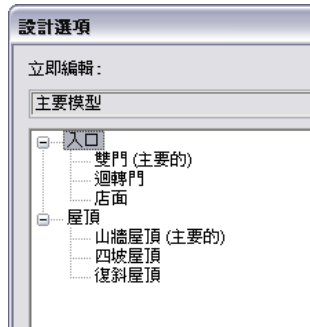 設計選項
立即編輯:
主要模型
入口
雙門 (主要的)
迴轉門
店面
屋頂
山牆屋頂 (主要的)
四坡屋頂
復斜屋頂